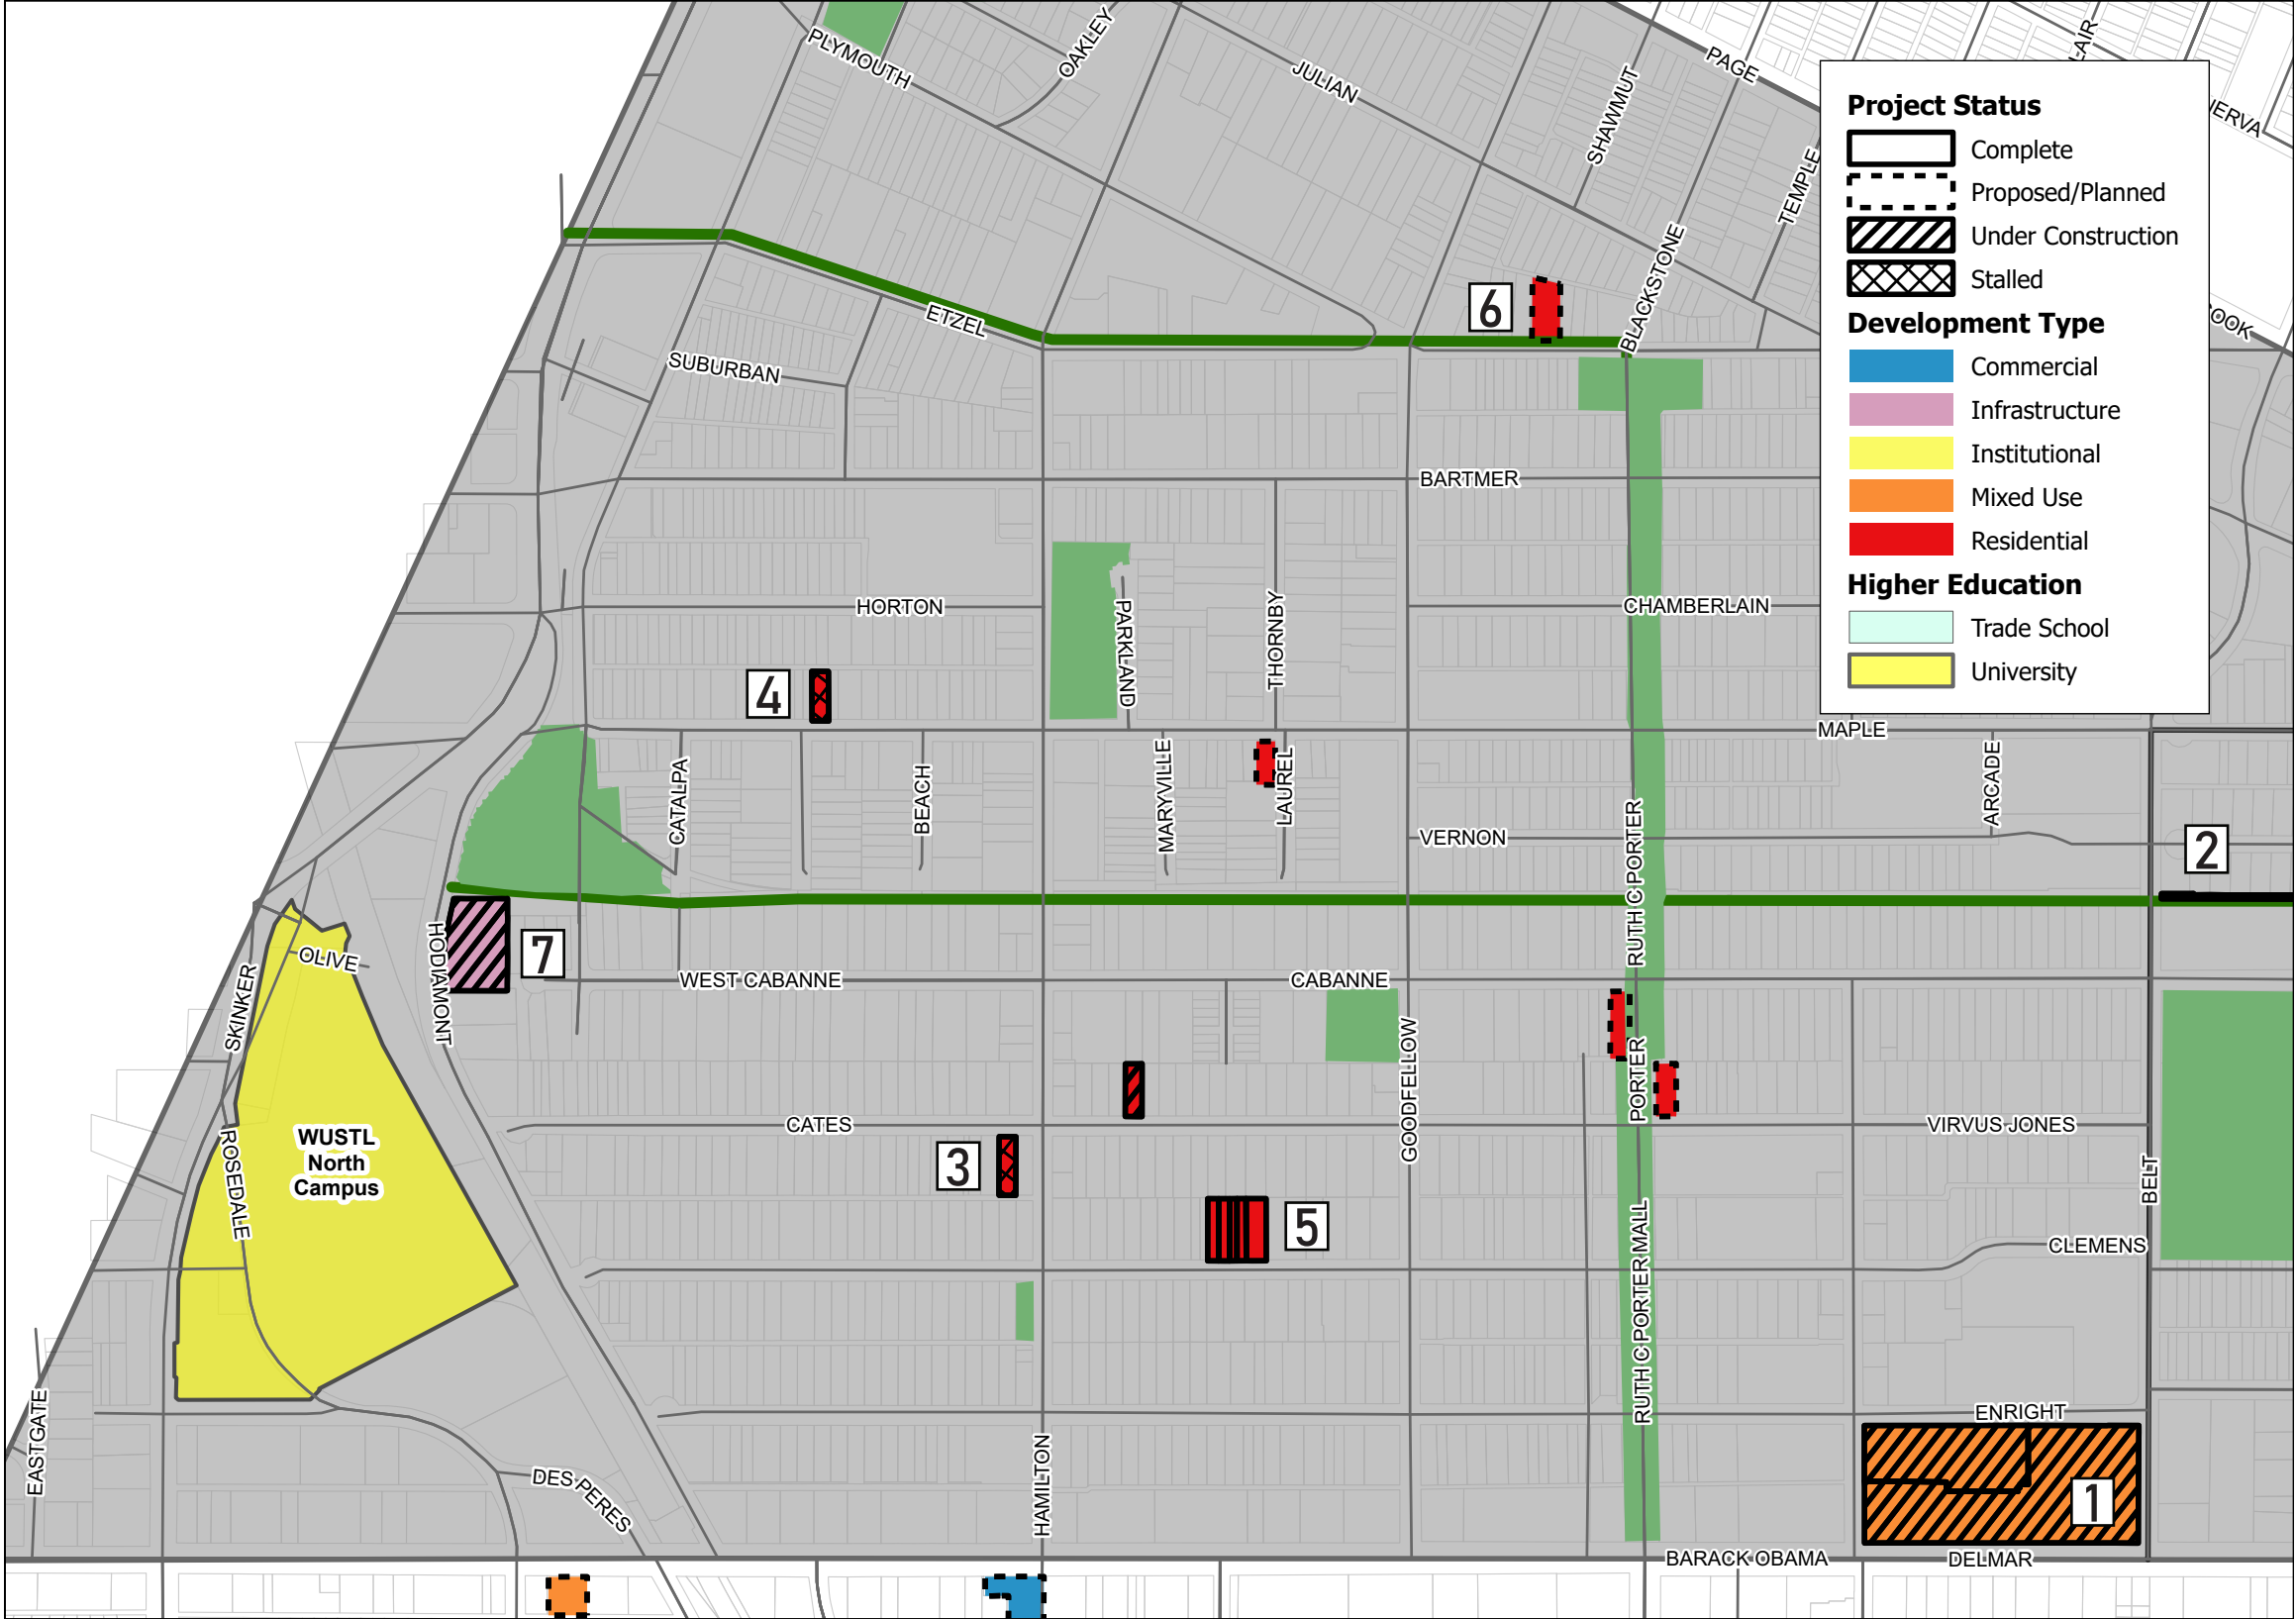 PLYMOUTH
OAKLEY
JULIAN
SHAWMUT
PAGE
TEMPLE
BLACKSTONE
LAIR
ERVA
OOK
Project Status
Complete
Proposed/Planned
Under Construction
Stalled
Development Type
Commercial
Infrastructure
Institutional
Mixed Use
Residential
Higher Education
Trade School
University
6
ETZEL
SUBURBAN
BARTMER
HORTON
PARKLAND
THORNBY
CHAMBERLAIN
4
MAPLE
CATALPA
BEACH
MARYVILLE
LAUREL
VERNON
RUTH C PORTER
ARCADE
2
HODIAMONT
7
OLIVE
SKINKER
WEST CABANNE
CABANNE
GOODFELLOW
PORTER
CATES
VIRVUS JONES
ROSEDALE
WUSTL
North
Campus
3
5
BELT
CLEMENS
RUTH C PORTER MALL
EASTGATE
ENRIGHT
1
DES PERES
HAMILTON
BARACK OBAMA
DELMAR